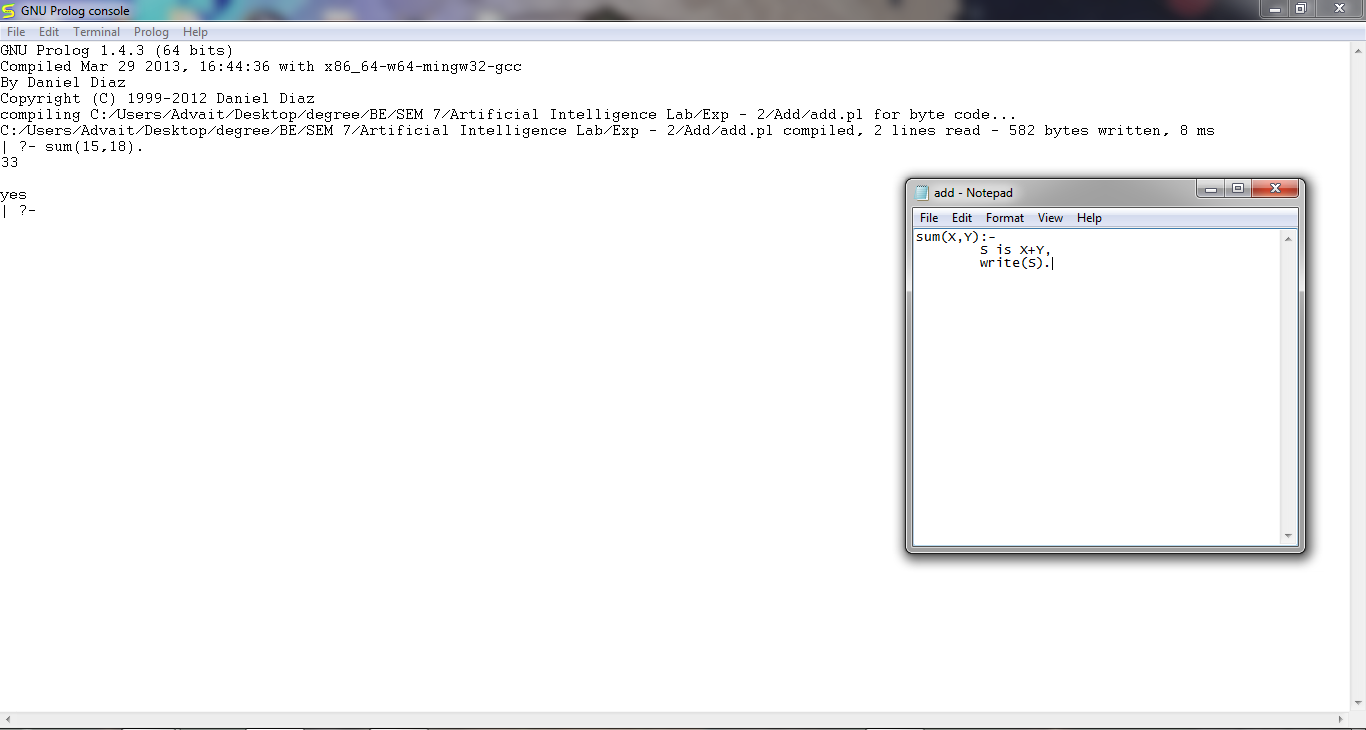 GNU Prolog console
File Edit Terminal Prolog Help
GNU Prolog 1.4.3 (64 bits)
Compiled Mar 29 2013, 16:44:36 with x86_64-w64-mingw32-gcc
By Daniel Diaz
Copyright (C) 1999-2012 Daniel Diaz
compiling C:/Users/Advait/Desktop/degree/BE/SEM 7/Artificial Intelligence Lab/Exp - 2/Add/add.pl for byte code...
C:/Users/Advait/Desktop/degree/BE/SEM 7/Artificial Intelligence Lab/Exp - 2/Add/add.pl compiled, 2 lines read - 582 bytes written, 8 ms
| ?- sum(15,18).
33
yes
| ?-
add - Notepad
File Edit Format View Help
sum(X,Y):-
S is X+Y,
write(S).